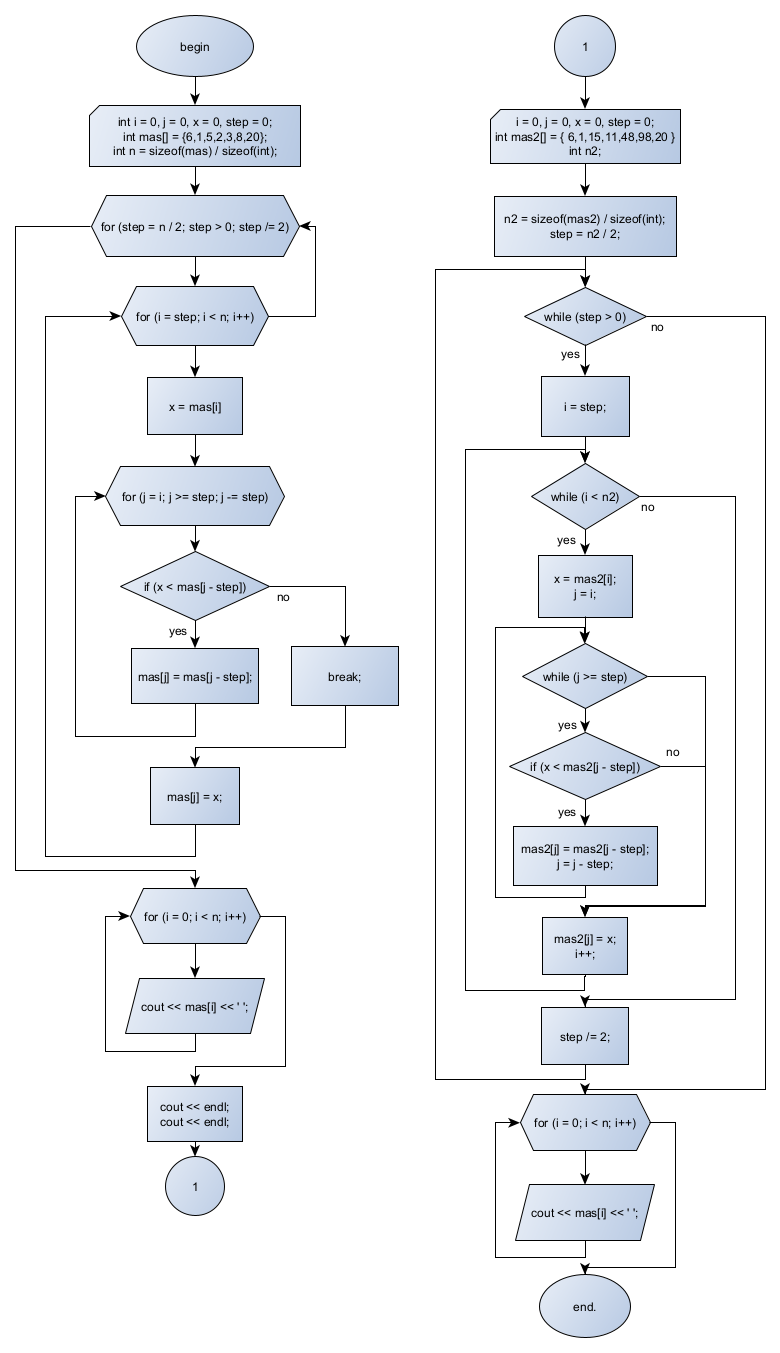 begin
int i = 0, j = 0, x = 0, step = 0;
int mas[] = {6,1,5,2,3,8,20};
int n = sizeof(mas) / sizeof(int);
for (step = n / 2; step > 0; step /= 2)
for (i = step; i < n; i++)
x = mas[i]
for (j = i; j >= step; j -= step)
if (x < mas[j - step])
no
yes
mas[j] = mas[j - step];
break;
mas[j] = x;
for (i = 0; i < n; i++)
cout << mas[i] << ' ';
cout << endl;
cout << endl;
1
1
i = 0, j = 0, x = 0, step = 0;
int mas2[] = { 6,1,15,11,48,98,20 }
int n2;
n2 = sizeof(mas2) / sizeof(int);
step = n2 / 2;
while (step > 0)
no
yes
i = step;
while (i < n2)
no
yes
x = mas2[i];
j = i;
while (j >= step)
yes
no
if (x < mas2[j - step])
yes
mas2[j] = mas2[j - step];
j = j - step;
mas2[j] = x;
i++;
step /= 2;
for (i = 0; i < n; i++)
cout << mas[i] << ' ';
end.